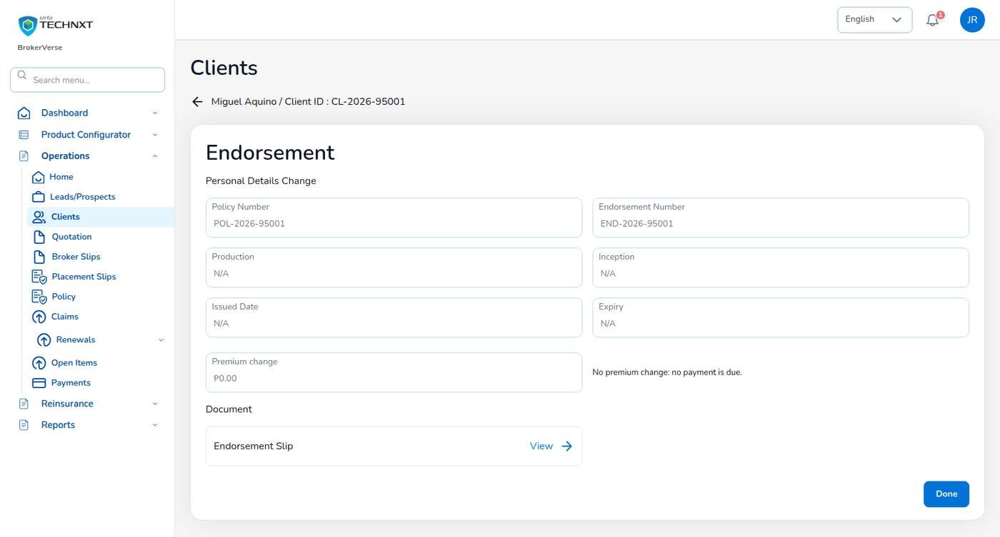 iorta
TECHNXT
BrokerVerse
English
1
JR
Search menu...
Dashboard
Product Configurator
Operations
Home
Leads/Prospects
Clients
Quotation
Broker Slips
Placement Slips
Policy
Claims
Renewals
Open Items
Payments
Reinsurance
Reports
Clients
Miguel Aquino / Client ID : CL-2026-95001
Endorsement
Personal Details Change
Policy Number
POL-2026-95001
Endorsement Number
END-2026-95001
Production
N/A
Inception
N/A
Issued Date
N/A
Expiry
N/A
Premium change
₱0.00
No premium change: no payment is due.
Document
Endorsement Slip
View
Done